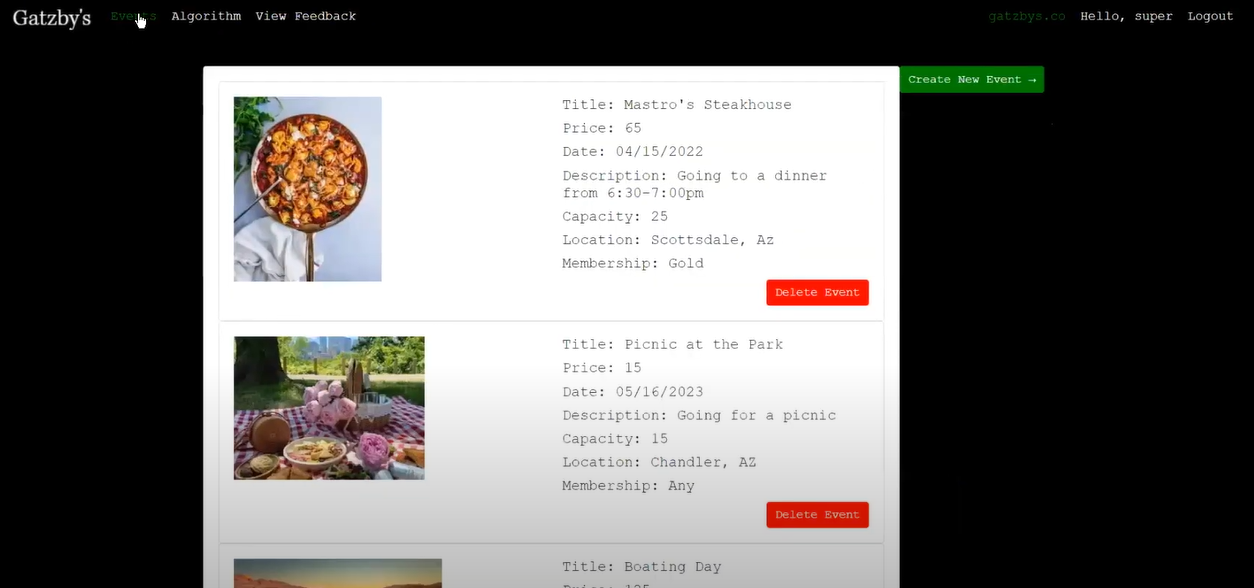 Gatzby's Events Algorithm View Feedback gatzbys.co Hello, super Logout
Create New Event →
Title: Mastro's Steakhouse
Price: 65
Date: 04/15/2022
Description: Going to a dinner
from 6:30-7:00pm
Capacity: 25
Location: Scottsdale, Az
Membership: Gold
Delete Event
Title: Picnic at the Park
Price: 15
Date: 05/16/2023
Description: Going for a picnic
Capacity: 15
Location: Chandler, AZ
Membership: Any
Delete Event
Title: Boating Day
Price: 125